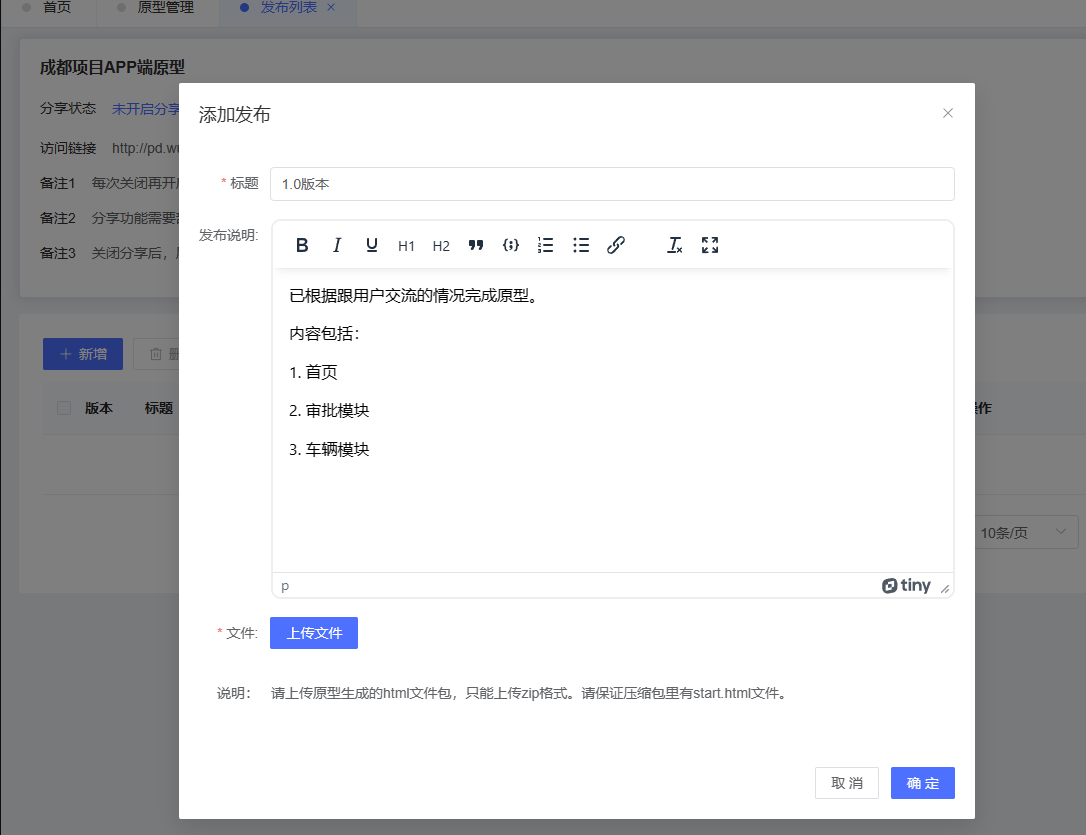 首页 原型管理 发布列表
成都项目APP端原型
分享状态 未开启分享
访问链接 http://pd.wu
备注1 每次关闭再开
备注2 分享功能需要
备注3 关闭分享后，
添加发布
* 标题 1.0版本
发布说明:
B I U H1 H2
已根据跟用户交流的情况完成原型。
内容包括：
1. 首页
2. 审批模块
3. 车辆模块
p tiny
新增 删
版本 标题 操作
10条/页
* 文件: 上传文件
说明： 请上传原型生成的html文件包，只能上传zip格式。请保证压缩包里有start.html文件。
取消 确定